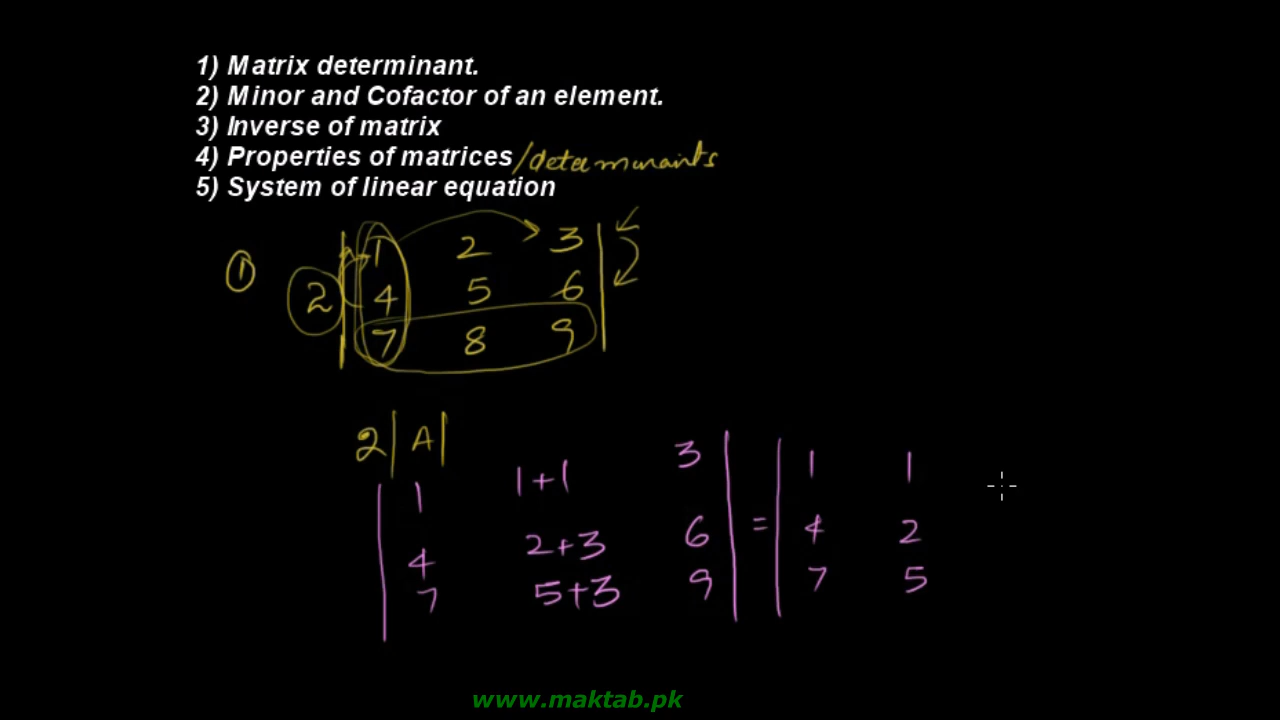 1) Matrix determinant.
2) Minor and Cofactor of an element.
3) Inverse of matrix
4) Properties of matrices/determinants
5) System of linear equation
① 1 2 3
2 4 5 6
7 8 9
2|A|
1 1+1 3 1 1
4 2+3 6 = 4 2
7 5+3 9 7 5
www.maktab.pk